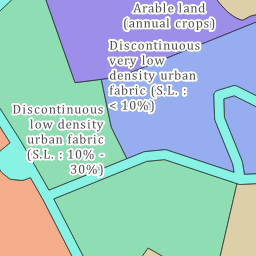 Arable land
(annual crops)
Discontinuous
very low
density urban
fabric (S.L. :
< 10%)
Discontinuous
low density
urban fabric
(S.L. : 10% -
30%)